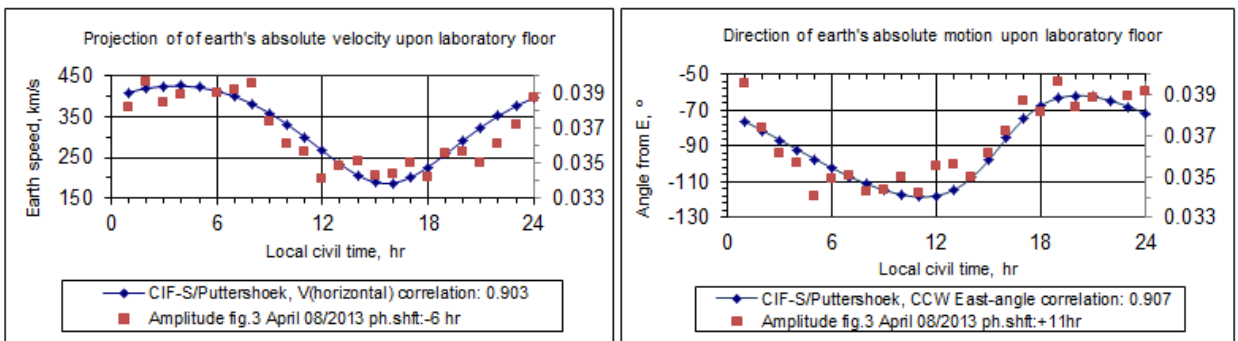 Projection of of earth's absolute velocity upon laboratory floor
Earth speed, km/s
450
350
250
150
0.039
0.037
0.035
0.033
0 6 12 18 24
Local civil time, hr
CIF-S/Puttershoek, V(horizontal) correlation: 0.903
Amplitude fig.3 April 08/2013 ph.shft:-6 hr
Direction of earth's absolute motion upon laboratory floor
Angle from E, º
-50
-70
-90
-110
-130
0.039
0.037
0.035
0.033
0 6 12 18 24
Local civil time, hr
CIF-S/Puttershoek, CCW East-angle correlation: 0.907
Amplitude fig.3 April 08/2013 ph.shft:+11hr